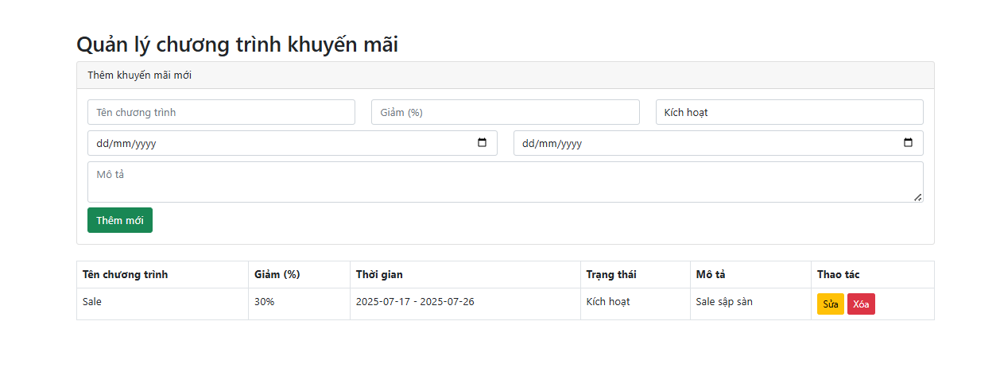 Quản lý chương trình khuyến mãi
Thêm khuyến mãi mới
Tên chương trình Giảm (%) Kích hoạt
dd/mm/yyyy dd/mm/yyyy
Mô tả
Thêm mới
Tên chương trình Giảm (%) Thời gian Trạng thái Mô tả Thao tác
Sale 30% 2025-07-17 - 2025-07-26 Kích hoạt Sale sập sàn Sửa Xóa